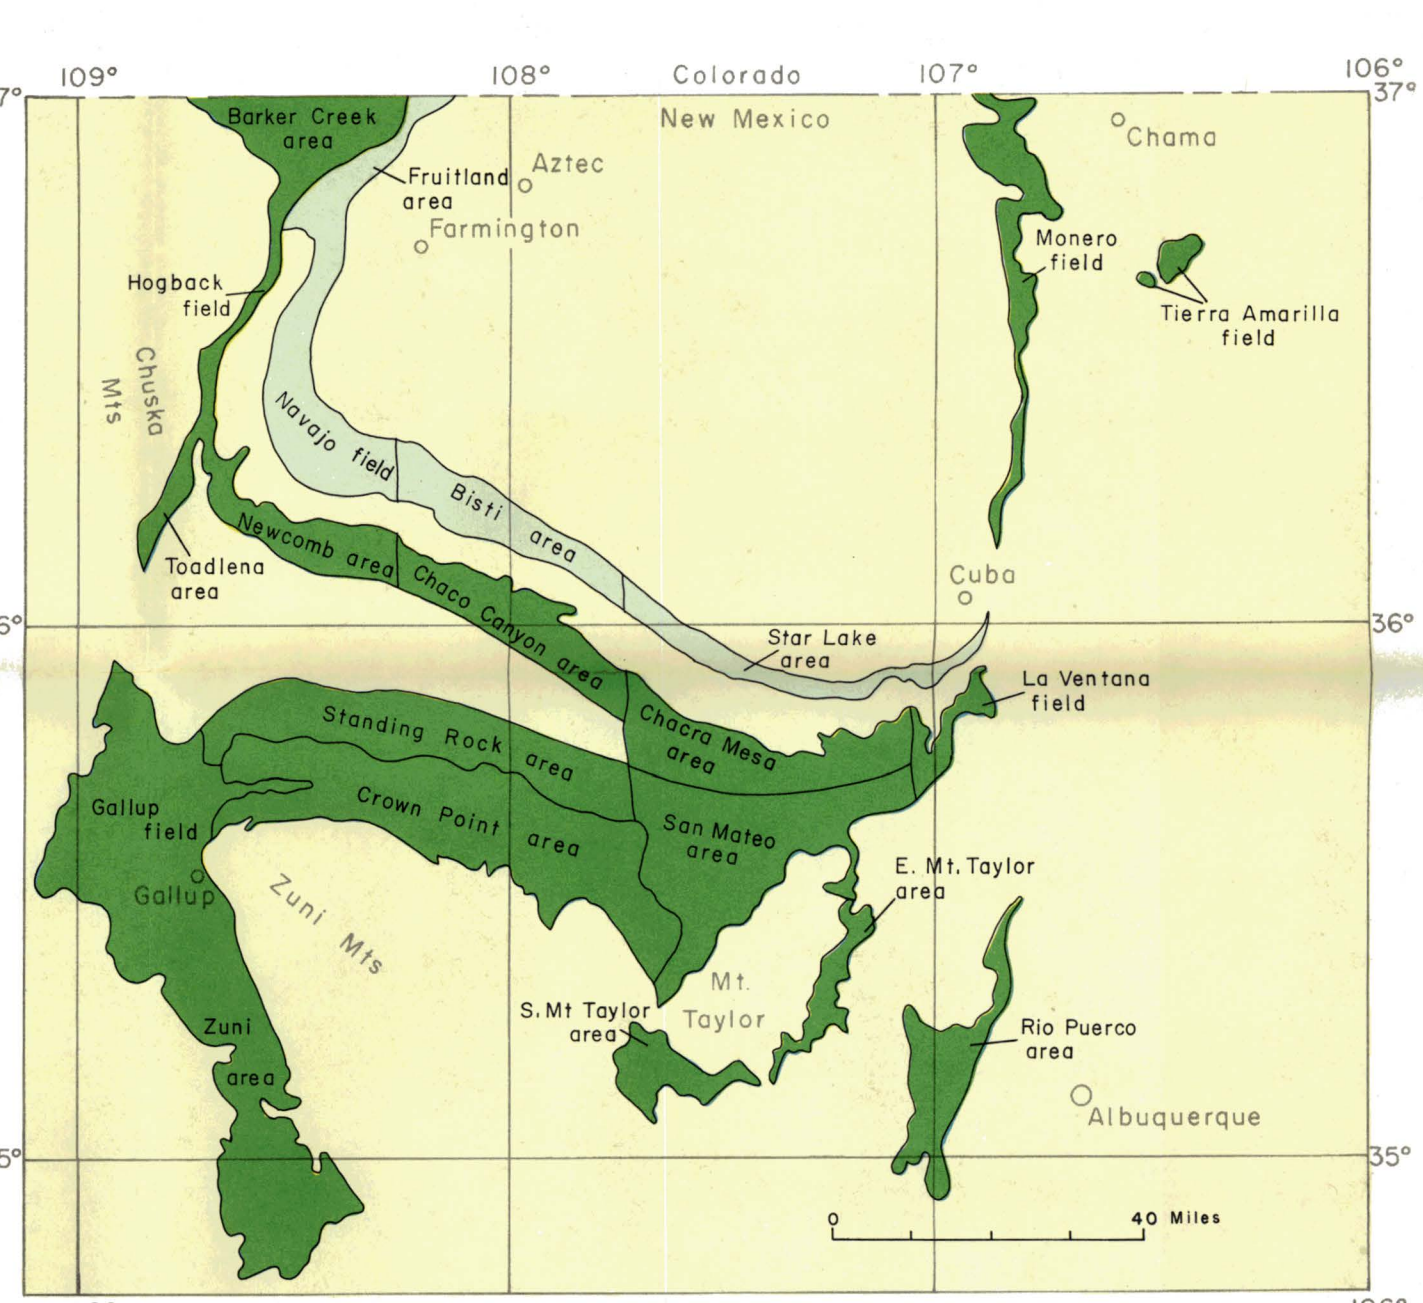 109°
108°
Colorado
107°
106°
7°
37°
Barker Creek
area
New Mexico
Chama
Aztec
Fruitland
area
Farmington
Monero
field
Hogback
field
Tierra Amarilla
field
Chuska
Mts
Navajo field
Bisti area
Newcomb area
Toadlena
area
Chaco Canyon area
Cuba
6°
36°
Star Lake
area
La Ventana
field
Standing Rock area
Chacra Mesa
area
Gallup
field
Crown Point area
San Mateo
area
E. Mt. Taylor
area
Gallup
Zuni Mts
Mt.
Taylor
S. Mt Taylor
area
Zuni
area
Rio Puerco
area
Albuquerque
5°
35°
0 40 Miles